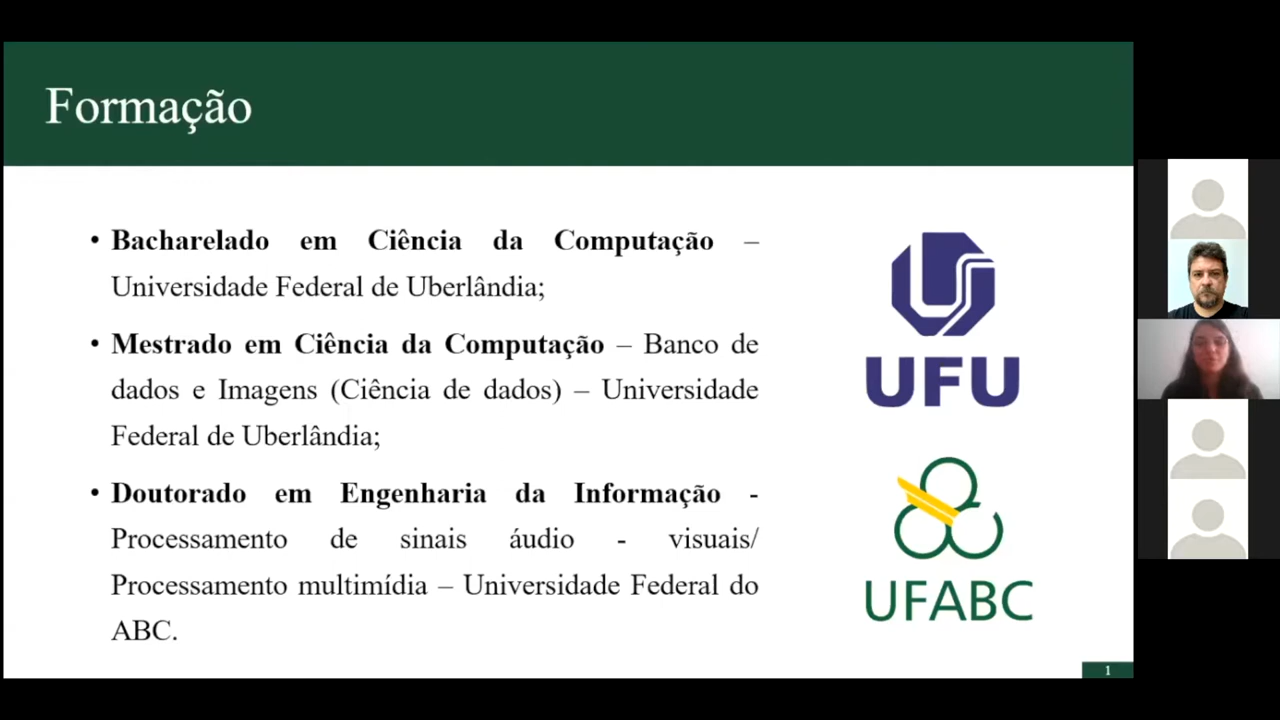 Formação
• Bacharelado em Ciência da Computação –
Universidade Federal de Uberlândia;
• Mestrado em Ciência da Computação – Banco de
dados e Imagens (Ciência de dados) – Universidade
Federal de Uberlândia;
• Doutorado em Engenharia da Informação -
Processamento de sinais áudio - visuais/
Processamento multimídia – Universidade Federal do
ABC.
UFU
UFABC
1